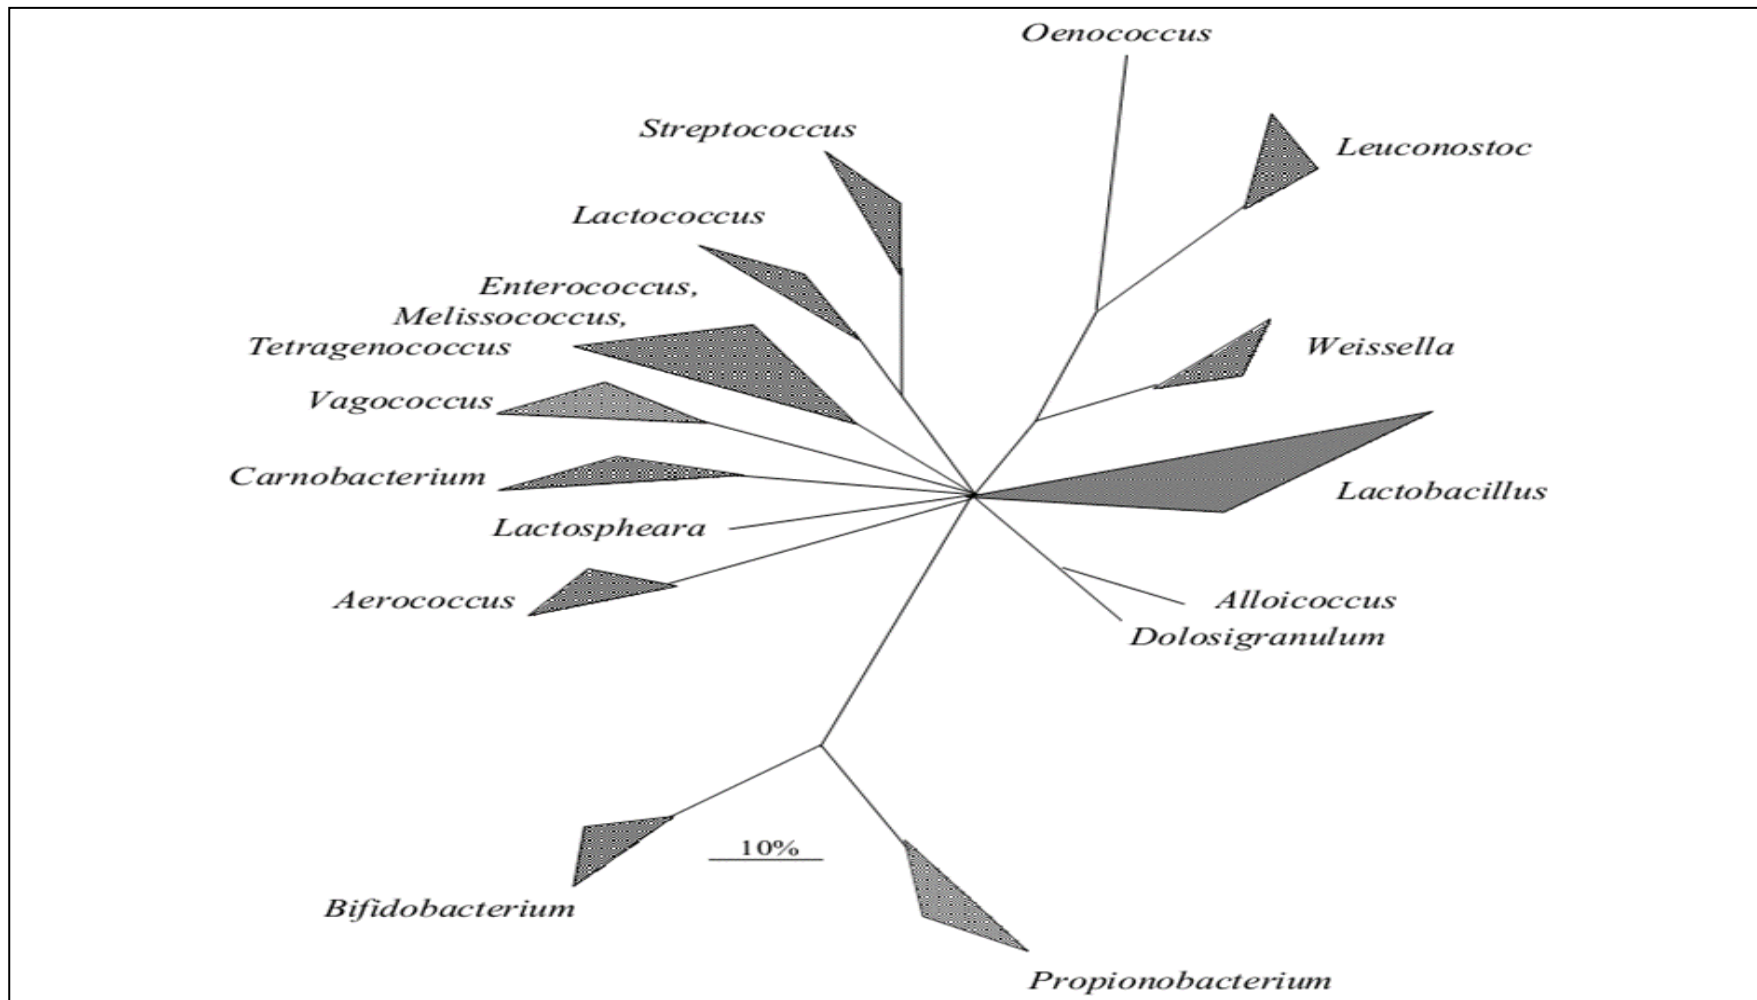 Oenococcus
Streptococcus
Leuconostoc
Lactococcus
Enterococcus,
Melissococcus,
Tetragenococcus
Weissella
Vagococcus
Carnobacterium
Lactobacillus
Lactospheara
Aerococcus
Alloicoccus
Dolosigranulum
10%
Bifidobacterium
Propionobacterium